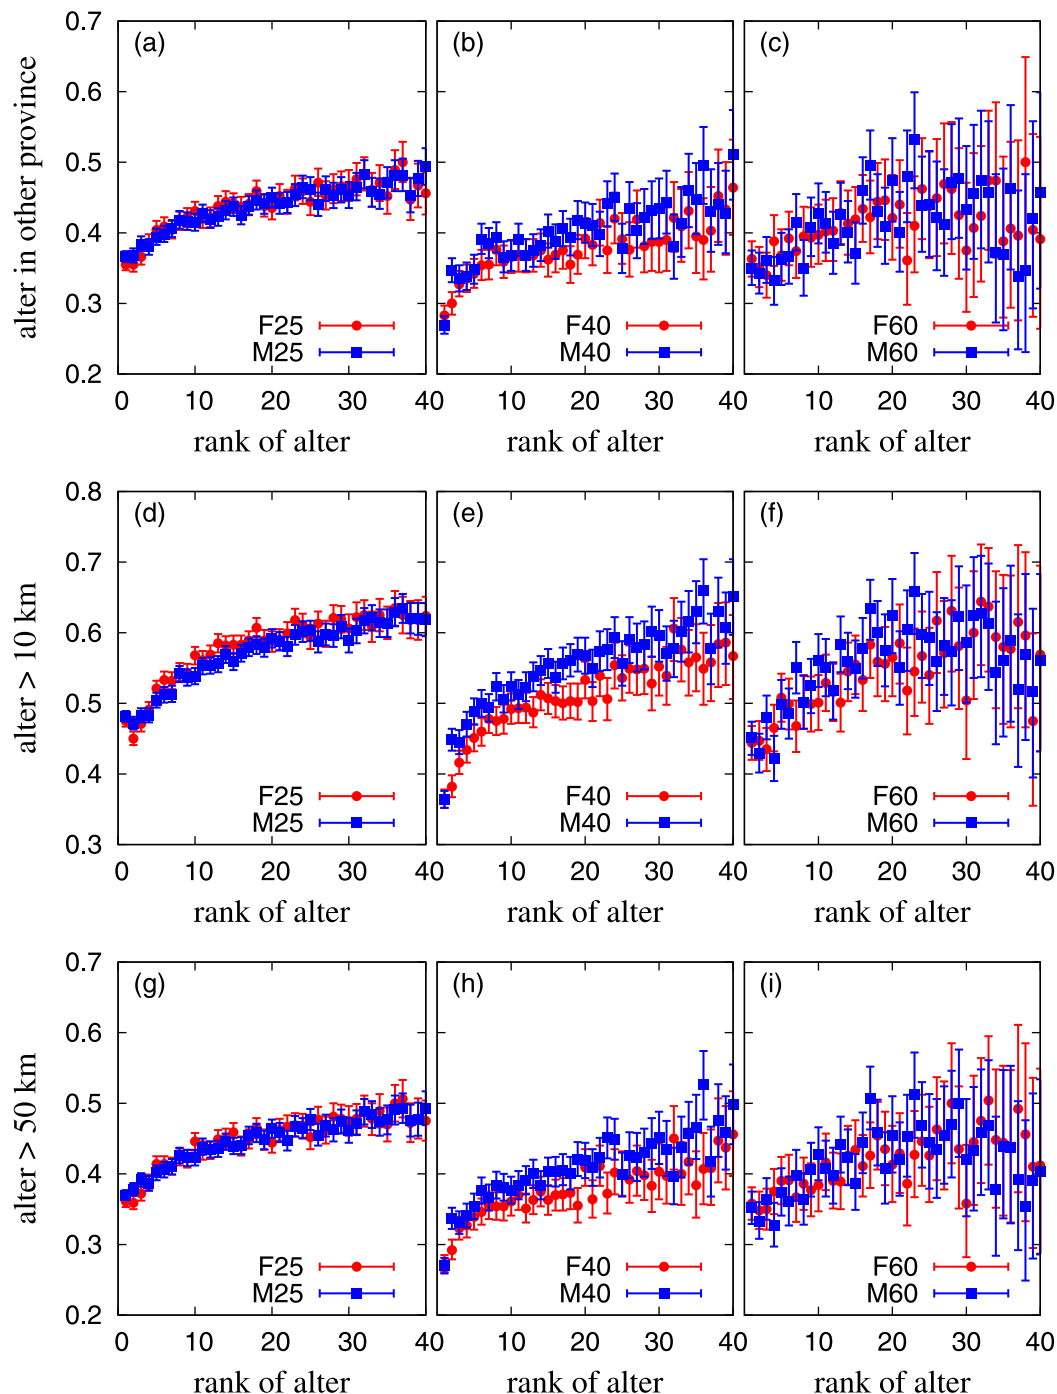 0.7
0.6
0.5
0.4
0.3
0.2
alter in other province
(a)
F25
M25
0 10 20 30 40
rank of alter
(b)
F40
M40
10 20 30 40
rank of alter
(c)
F60
M60
10 20 30 40
rank of alter
0.8
0.7
0.6
0.5
0.4
0.3
alter > 10 km
(d)
F25
M25
0 10 20 30 40
rank of alter
(e)
F40
M40
10 20 30 40
rank of alter
(f)
F60
M60
10 20 30 40
rank of alter
0.7
0.6
0.5
0.4
0.3
0.2
alter > 50 km
(g)
F25
M25
0 10 20 30 40
rank of alter
(h)
F40
M40
10 20 30 40
rank of alter
(i)
F60
M60
10 20 30 40
rank of alter